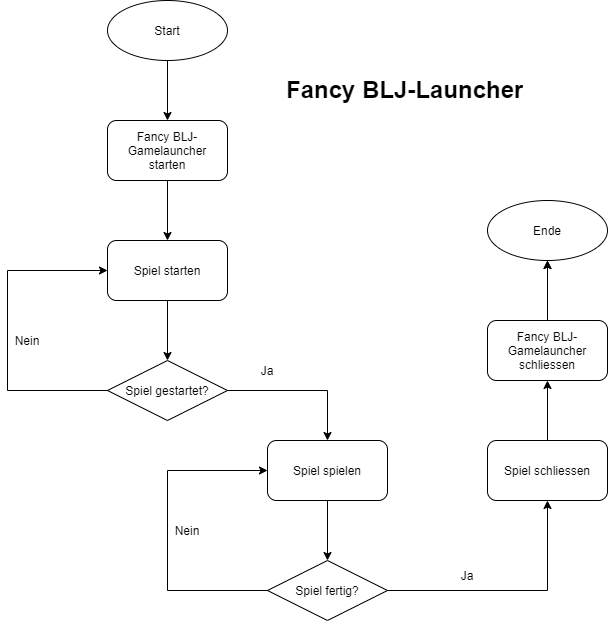 Start
Fancy BLJ-Launcher
Fancy BLJ-
Gamelauncher
starten
Spiel starten
Nein
Spiel gestartet?
Ja
Spiel spielen
Nein
Spiel fertig?
Ja
Spiel schliessen
Fancy BLJ-
Gamelauncher
schliessen
Ende